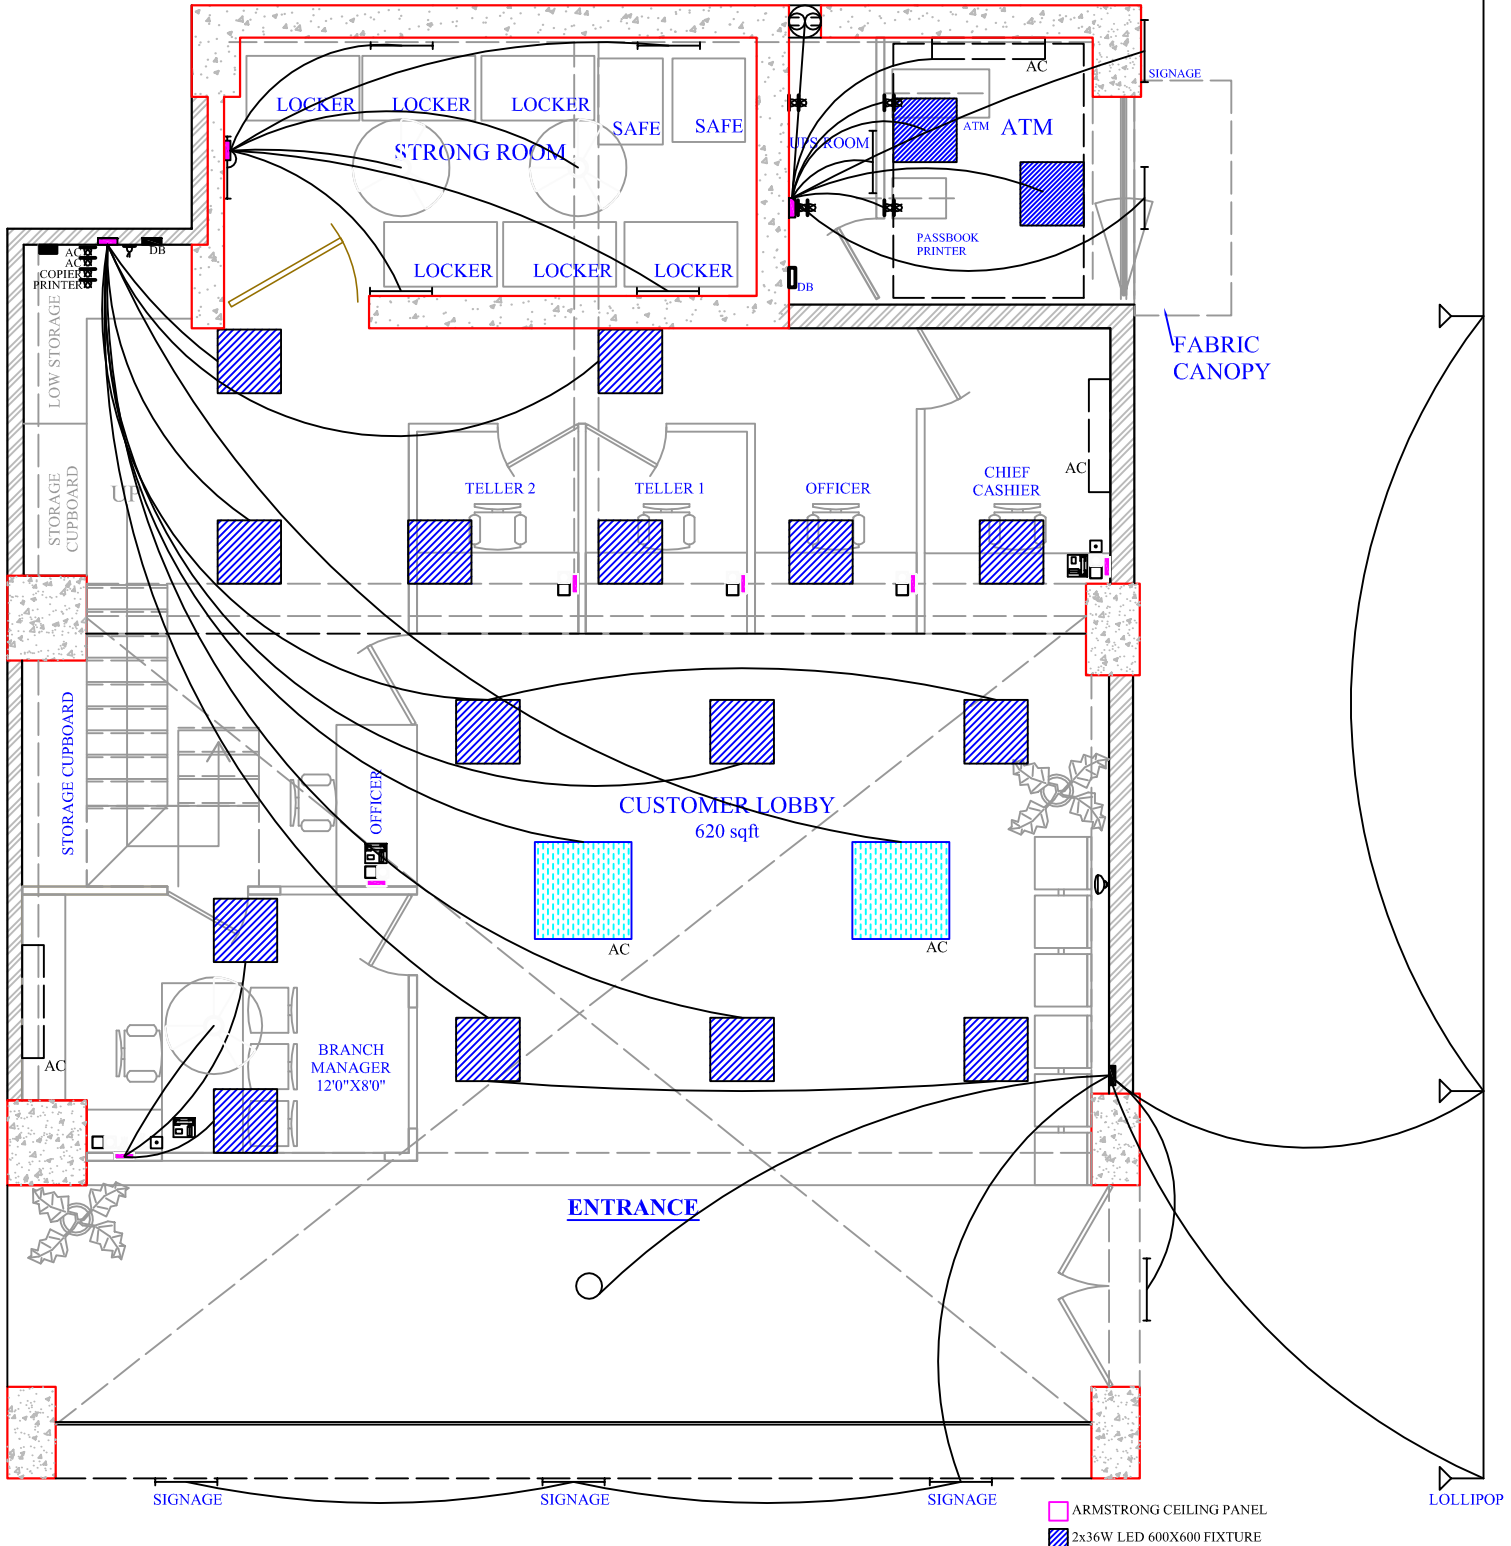 LOCKER
LOCKER
LOCKER
SAFE
SAFE
STRONG ROOM
LOCKER
LOCKER
LOCKER
AC
SIGNAGE
UPS ROOM
ATM
ATM
PASSBOOK
PRINTER
DB
DB
AC
AC
COPIER
PRINTER
LOW STORAGE
STORAGE
CUPBOARD
UP
FABRIC
CANOPY
AC
TELLER 2
TELLER 1
OFFICER
CHIEF
CASHIER
STORAGE CUPBOARD
OFFICER
CUSTOMER LOBBY
620 sqft
AC
AC
AC
BRANCH
MANAGER
12'0"X8'0"
ENTRANCE
SIGNAGE
SIGNAGE
SIGNAGE
LOLLIPOP
ARMSTRONG CEILING PANEL
2x36W LED 600X600 FIXTURE